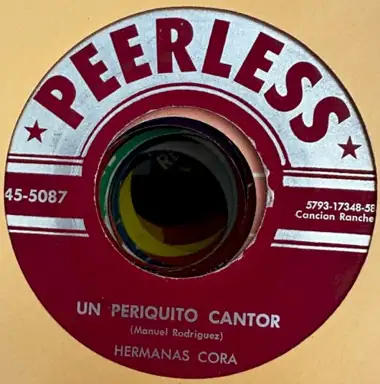 PEERLESS
45-5087
5793-17348-58
Cancion Ranche
UN PERIQUITO CANTOR
(Manuel Rodriguez)
HERMANAS CORA